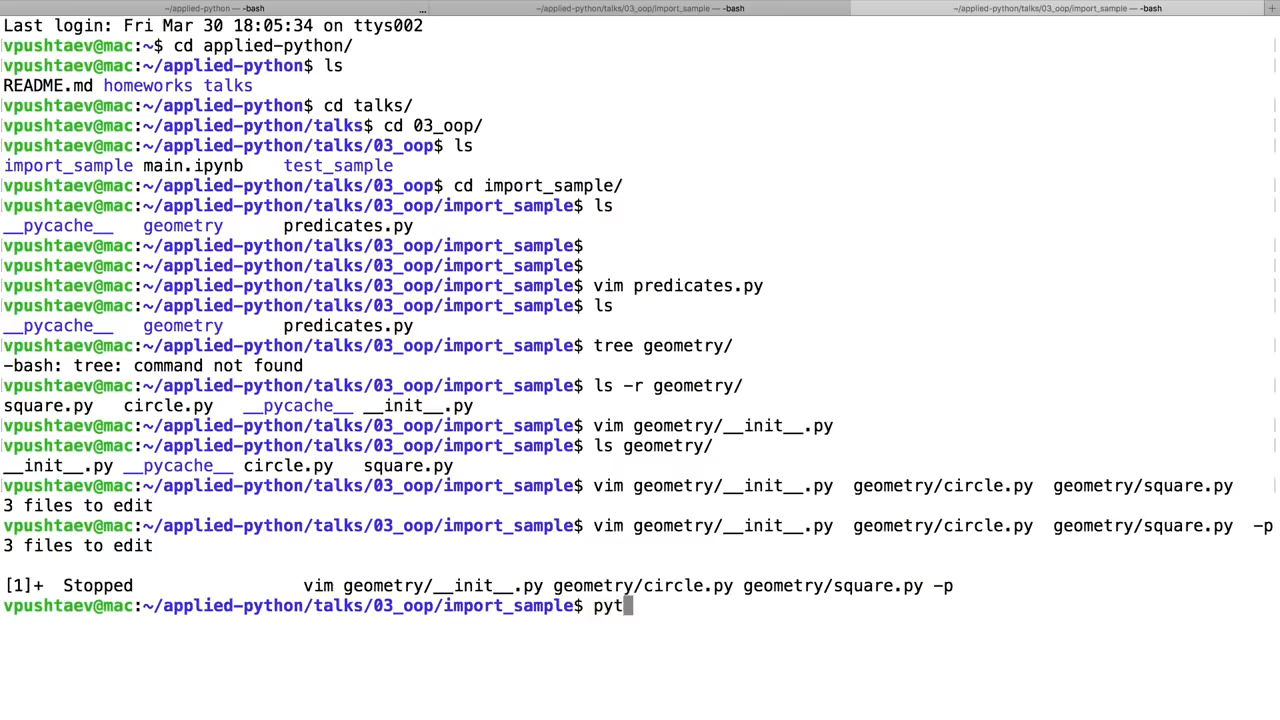 ~/applied-python — -bash
...
~/applied-python/talks/03_oop/import_sample — -bash
~/applied-python/talks/03_oop/import_sample — -bash
+
Last login: Fri Mar 30 18:05:34 on ttys002
vpushtaev@mac:~$ cd applied-python/
vpushtaev@mac:~/applied-python$ ls
README.md homeworks talks
vpushtaev@mac:~/applied-python$ cd talks/
vpushtaev@mac:~/applied-python/talks$ cd 03_oop/
vpushtaev@mac:~/applied-python/talks/03_oop$ ls
import_sample main.ipynb    test_sample
vpushtaev@mac:~/applied-python/talks/03_oop$ cd import_sample/
vpushtaev@mac:~/applied-python/talks/03_oop/import_sample$ ls
__pycache__   geometry      predicates.py
vpushtaev@mac:~/applied-python/talks/03_oop/import_sample$
vpushtaev@mac:~/applied-python/talks/03_oop/import_sample$
vpushtaev@mac:~/applied-python/talks/03_oop/import_sample$ vim predicates.py
vpushtaev@mac:~/applied-python/talks/03_oop/import_sample$ ls
__pycache__   geometry      predicates.py
vpushtaev@mac:~/applied-python/talks/03_oop/import_sample$ tree geometry/
-bash: tree: command not found
vpushtaev@mac:~/applied-python/talks/03_oop/import_sample$ ls -r geometry/
square.py   circle.py   __pycache__ __init__.py
vpushtaev@mac:~/applied-python/talks/03_oop/import_sample$ vim geometry/__init__.py
vpushtaev@mac:~/applied-python/talks/03_oop/import_sample$ ls geometry/
__init__.py __pycache__ circle.py   square.py
vpushtaev@mac:~/applied-python/talks/03_oop/import_sample$ vim geometry/__init__.py  geometry/circle.py  geometry/square.py
3 files to edit
vpushtaev@mac:~/applied-python/talks/03_oop/import_sample$ vim geometry/__init__.py  geometry/circle.py  geometry/square.py  -p
3 files to edit
[1]+  Stopped                 vim geometry/__init__.py geometry/circle.py geometry/square.py -p
vpushtaev@mac:~/applied-python/talks/03_oop/import_sample$ pyt